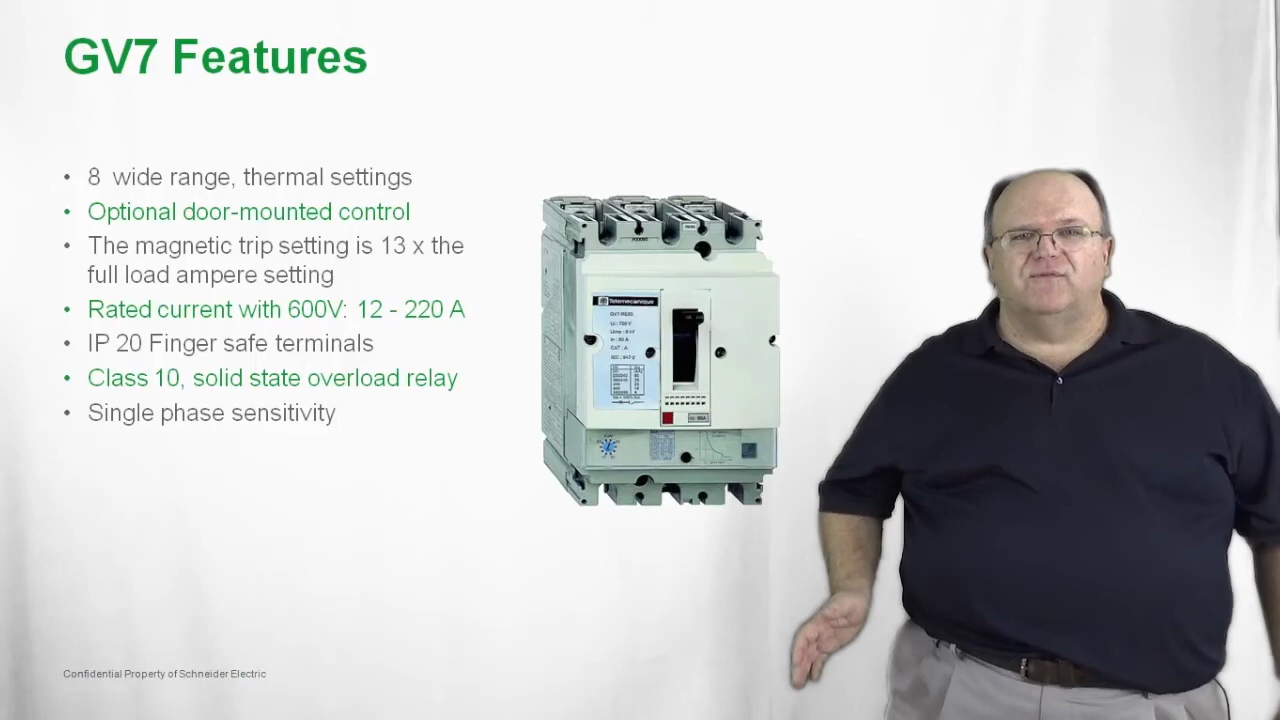 GV7 Features
• 8 wide range, thermal settings
• Optional door-mounted control
• The magnetic trip setting is 13 x the
full load ampere setting
• Rated current with 600V: 12 - 220 A
• IP 20 Finger safe terminals
• Class 10, solid state overload relay
• Single phase sensitivity
Telemecanique
Confidential Property of Schneider Electric